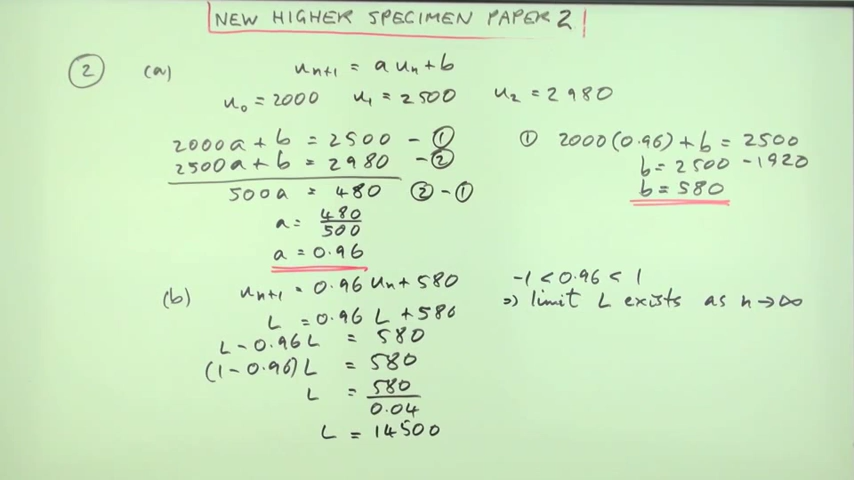 NEW HIGHER SPECIMEN PAPER 2
② (a) uₙ₊₁ = a uₙ + b
u₀ = 2000 u₁ = 2500 u₂ = 2980
2000a + b = 2500 - ①
2500a + b = 2980 - ②
500a = 480 ② - ①
a = 480/500
a = 0.96
① 2000(0.96) + b = 2500
b = 2500 - 1920
b = 580
(b) uₙ₊₁ = 0.96 uₙ + 580
-1 < 0.96 < 1
⇒ limit L exists as n → ∞
L = 0.96 L + 580
L - 0.96L = 580
(1 - 0.96)L = 580
L = 580/0.04
L = 14500